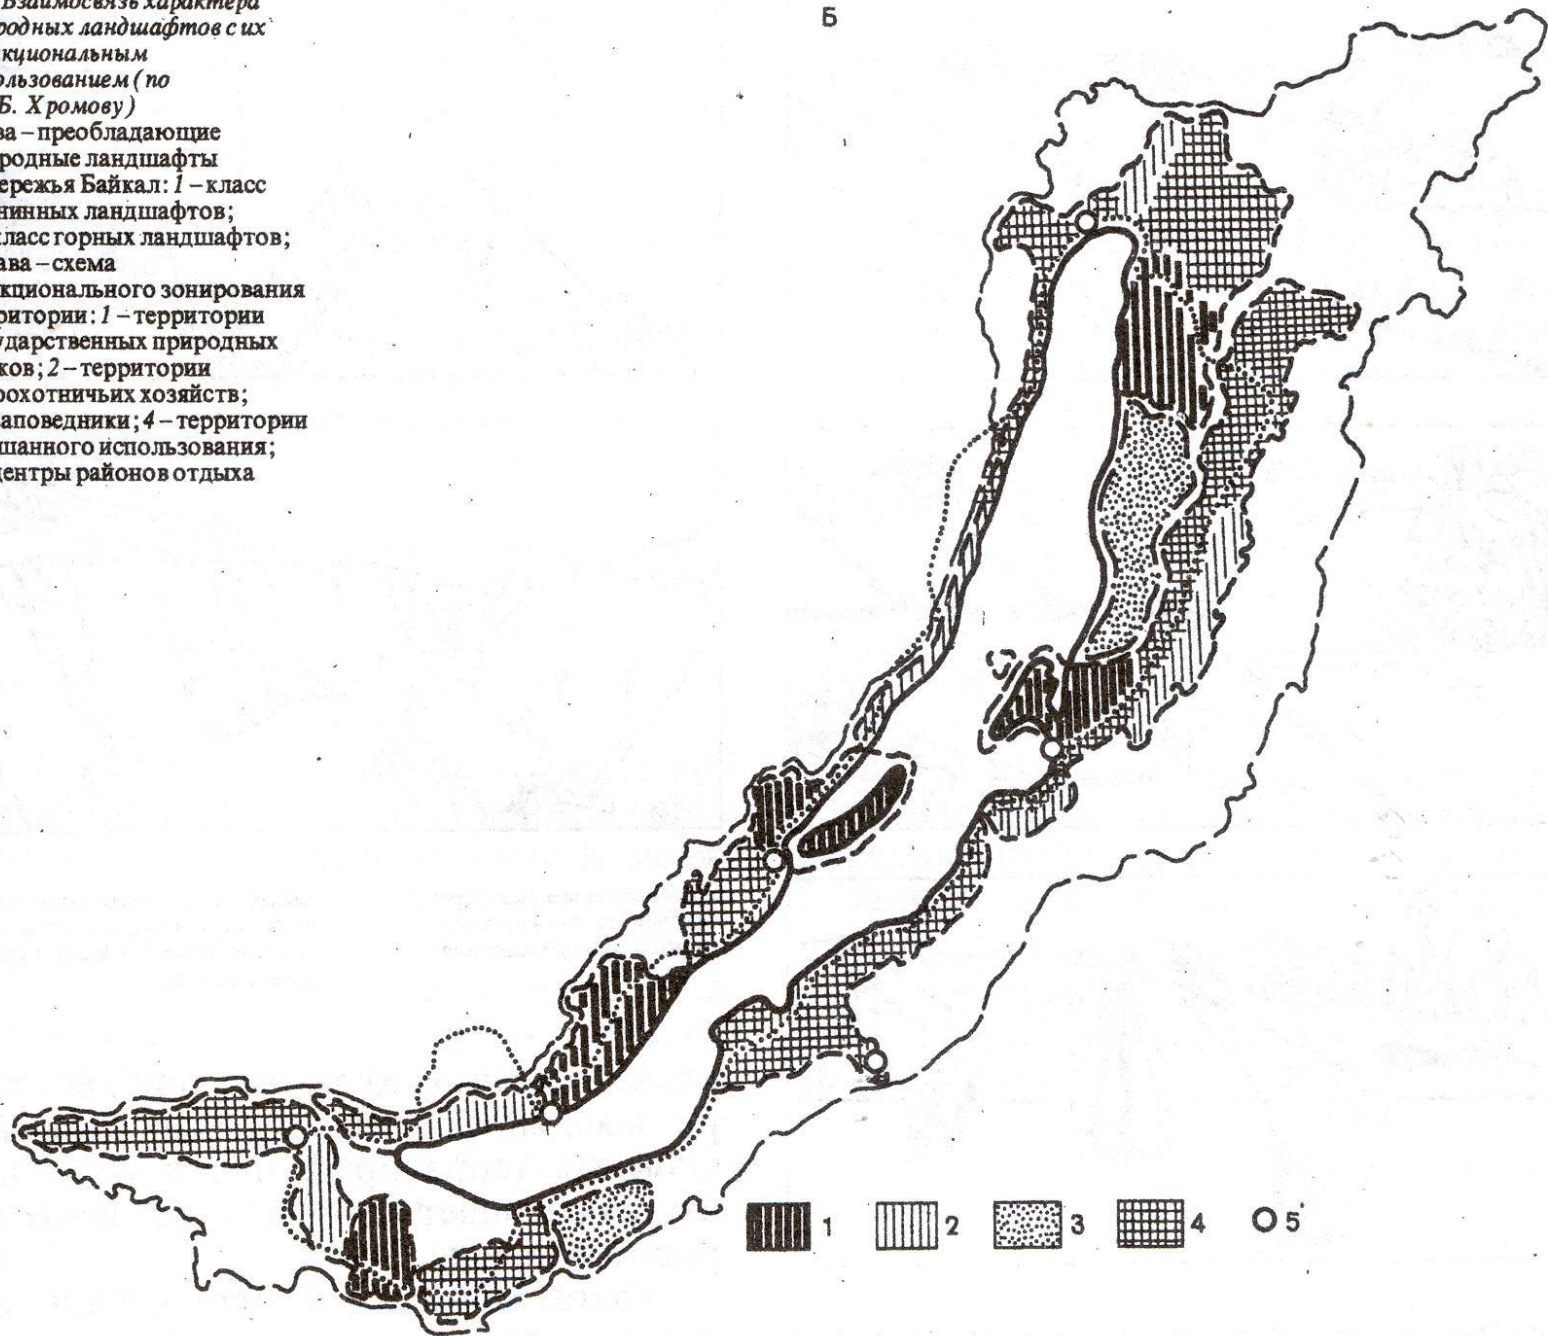 Взаимосвязь характера
родных ландшафтов с их
кциональным
ользованием (по
Б. Хромову)
ва – преобладающие
родные ландшафты
ережья Байкал: 1 – класс
нинных ландшафтов;
ласс горных ландшафтов;
ава – схема
кционального зонирования
ритории: 1 – территории
ударственных природных
ков; 2 – территории
роохотничьих хозяйств;
аповедники; 4 – территории
шанного использования;
центры районов отдыха
Б
1 2 3 4 5